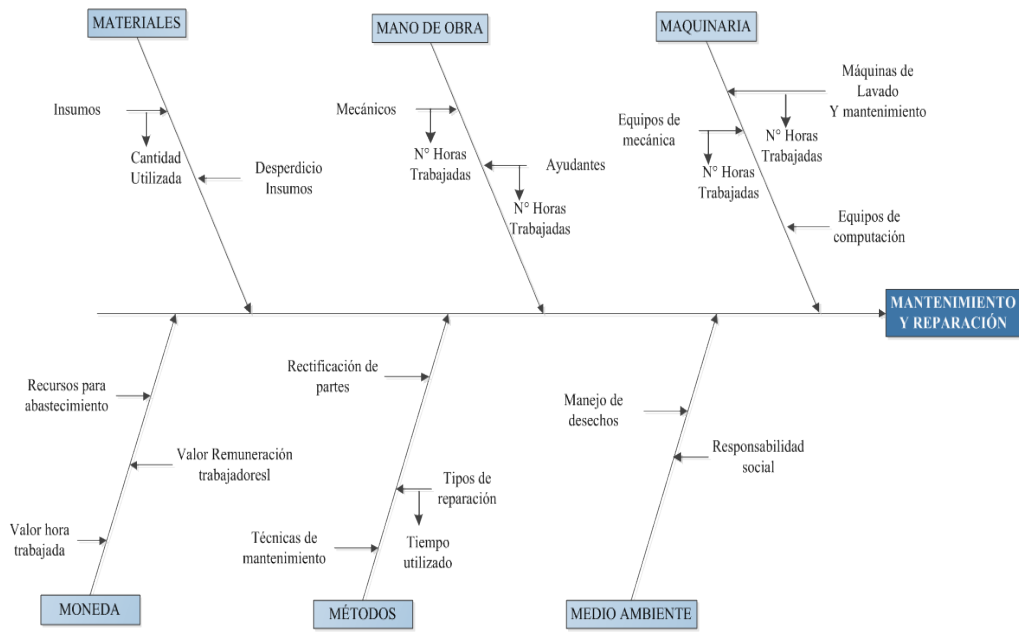 MATERIALES
MANO DE OBRA
MAQUINARIA
Insumos
Cantidad
Utilizada
Desperdicio
Insumos
Mecánicos
N° Horas
Trabajadas
Ayudantes
N° Horas
Trabajadas
Máquinas de
Lavado
Y mantenimiento
N° Horas
Trabajadas
Equipos de
mecánica
N° Horas
Trabajadas
Equipos de
computación
MANTENIMIENTO
Y REPARACIÓN
Recursos para
abastecimiento
Valor Remuneración
trabajadoresl
Valor hora
trabajada
MONEDA
Rectificación de
partes
Tipos de
reparación
Tiempo
utilizado
Técnicas de
mantenimiento
MÉTODOS
Manejo de
desechos
Responsabilidad
social
MEDIO AMBIENTE